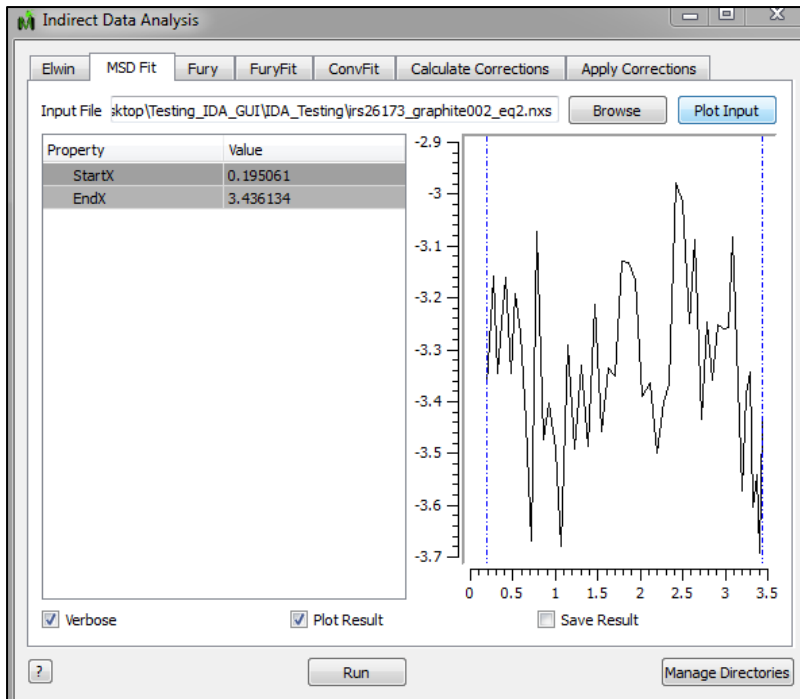 Indirect Data Analysis
Elwin MSD Fit Fury FuryFit ConvFit Calculate Corrections Apply Corrections
Input File sktop\Testing_IDA_GUI\IDA_Testing\irs26173_graphite002_eq2.nxs Browse Plot Input
Property Value
StartX 0.195061
EndX 3.436134
-2.9
-3
-3.1
-3.2
-3.3
-3.4
-3.5
-3.6
-3.7
0 0.5 1 1.5 2 2.5 3 3.5
Verbose Plot Result Save Result
? Run Manage Directories